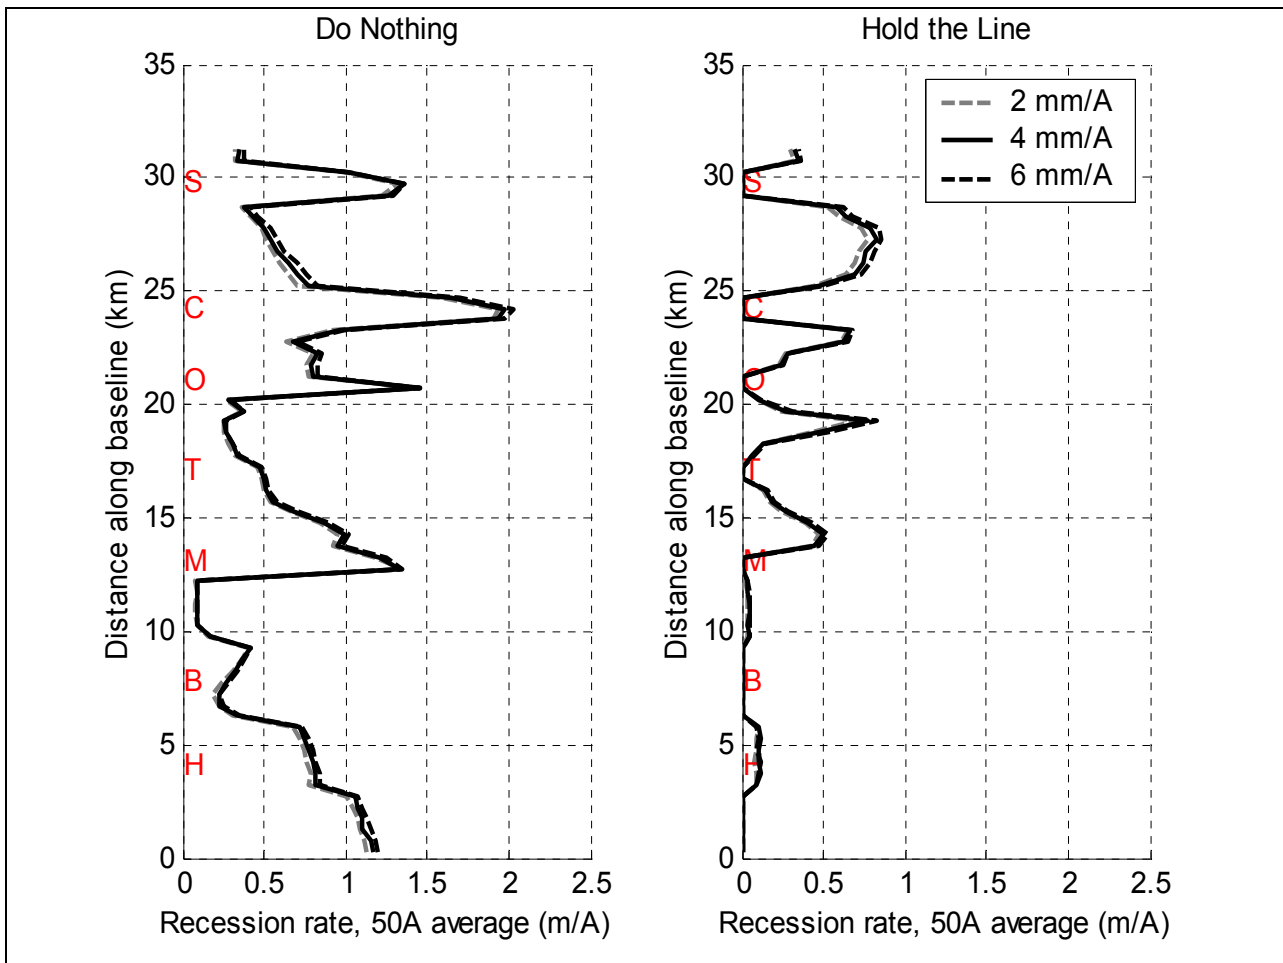 Do Nothing
Hold the Line
35
30
25
20
15
10
5
0
S
C
O
T
M
B
H
Distance along baseline (km)
0 0.5 1 1.5 2 2.5
Recession rate, 50A average (m/A)
35
30
25
20
15
10
5
0
S
C
O
T
M
B
H
Distance along baseline (km)
0 0.5 1 1.5 2 2.5
Recession rate, 50A average (m/A)
2 mm/A
4 mm/A
6 mm/A